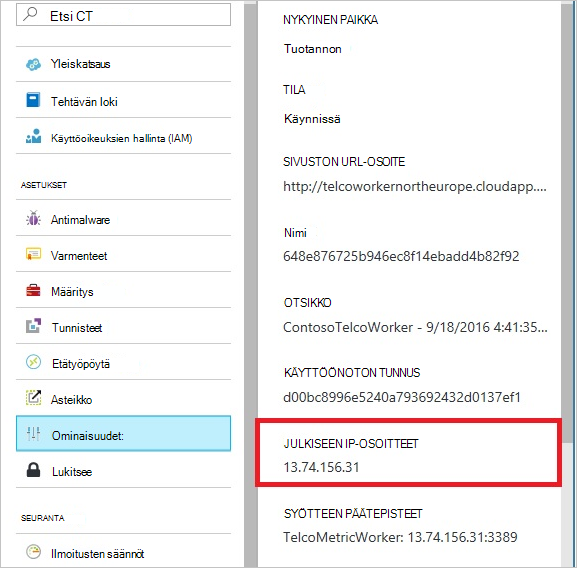 Etsi CT
Yleiskatsaus
Tehtävän loki
Käyttöoikeuksien hallinta (IAM)
ASETUKSET
Antimalware
Varmenteet
Määritys
Tunnisteet
Etätyöpöytä
Asteikko
Ominaisuudet:
Lukitsee
SEURANTA
Ilmoitusten säännöt
NYKYINEN PAIKKA
Tuotannon
TILA
Käynnissä
SIVUSTON URL-OSOITE
http://telcoworkernortheurope.cloudapp....
Nimi
648e876725b946ec8f14ebadd4b82f92
OTSIKKO
ContosoTelcoWorker - 9/18/2016 4:41:35...
KÄYTTÖÖNOTON TUNNUS
d00bc8996e5240a793692432d0137ef1
JULKISEEN IP-OSOITTEET
13.74.156.31
SYÖTTEEN PÄÄTEPISTEET
TelcoMetricWorker: 13.74.156.31:3389